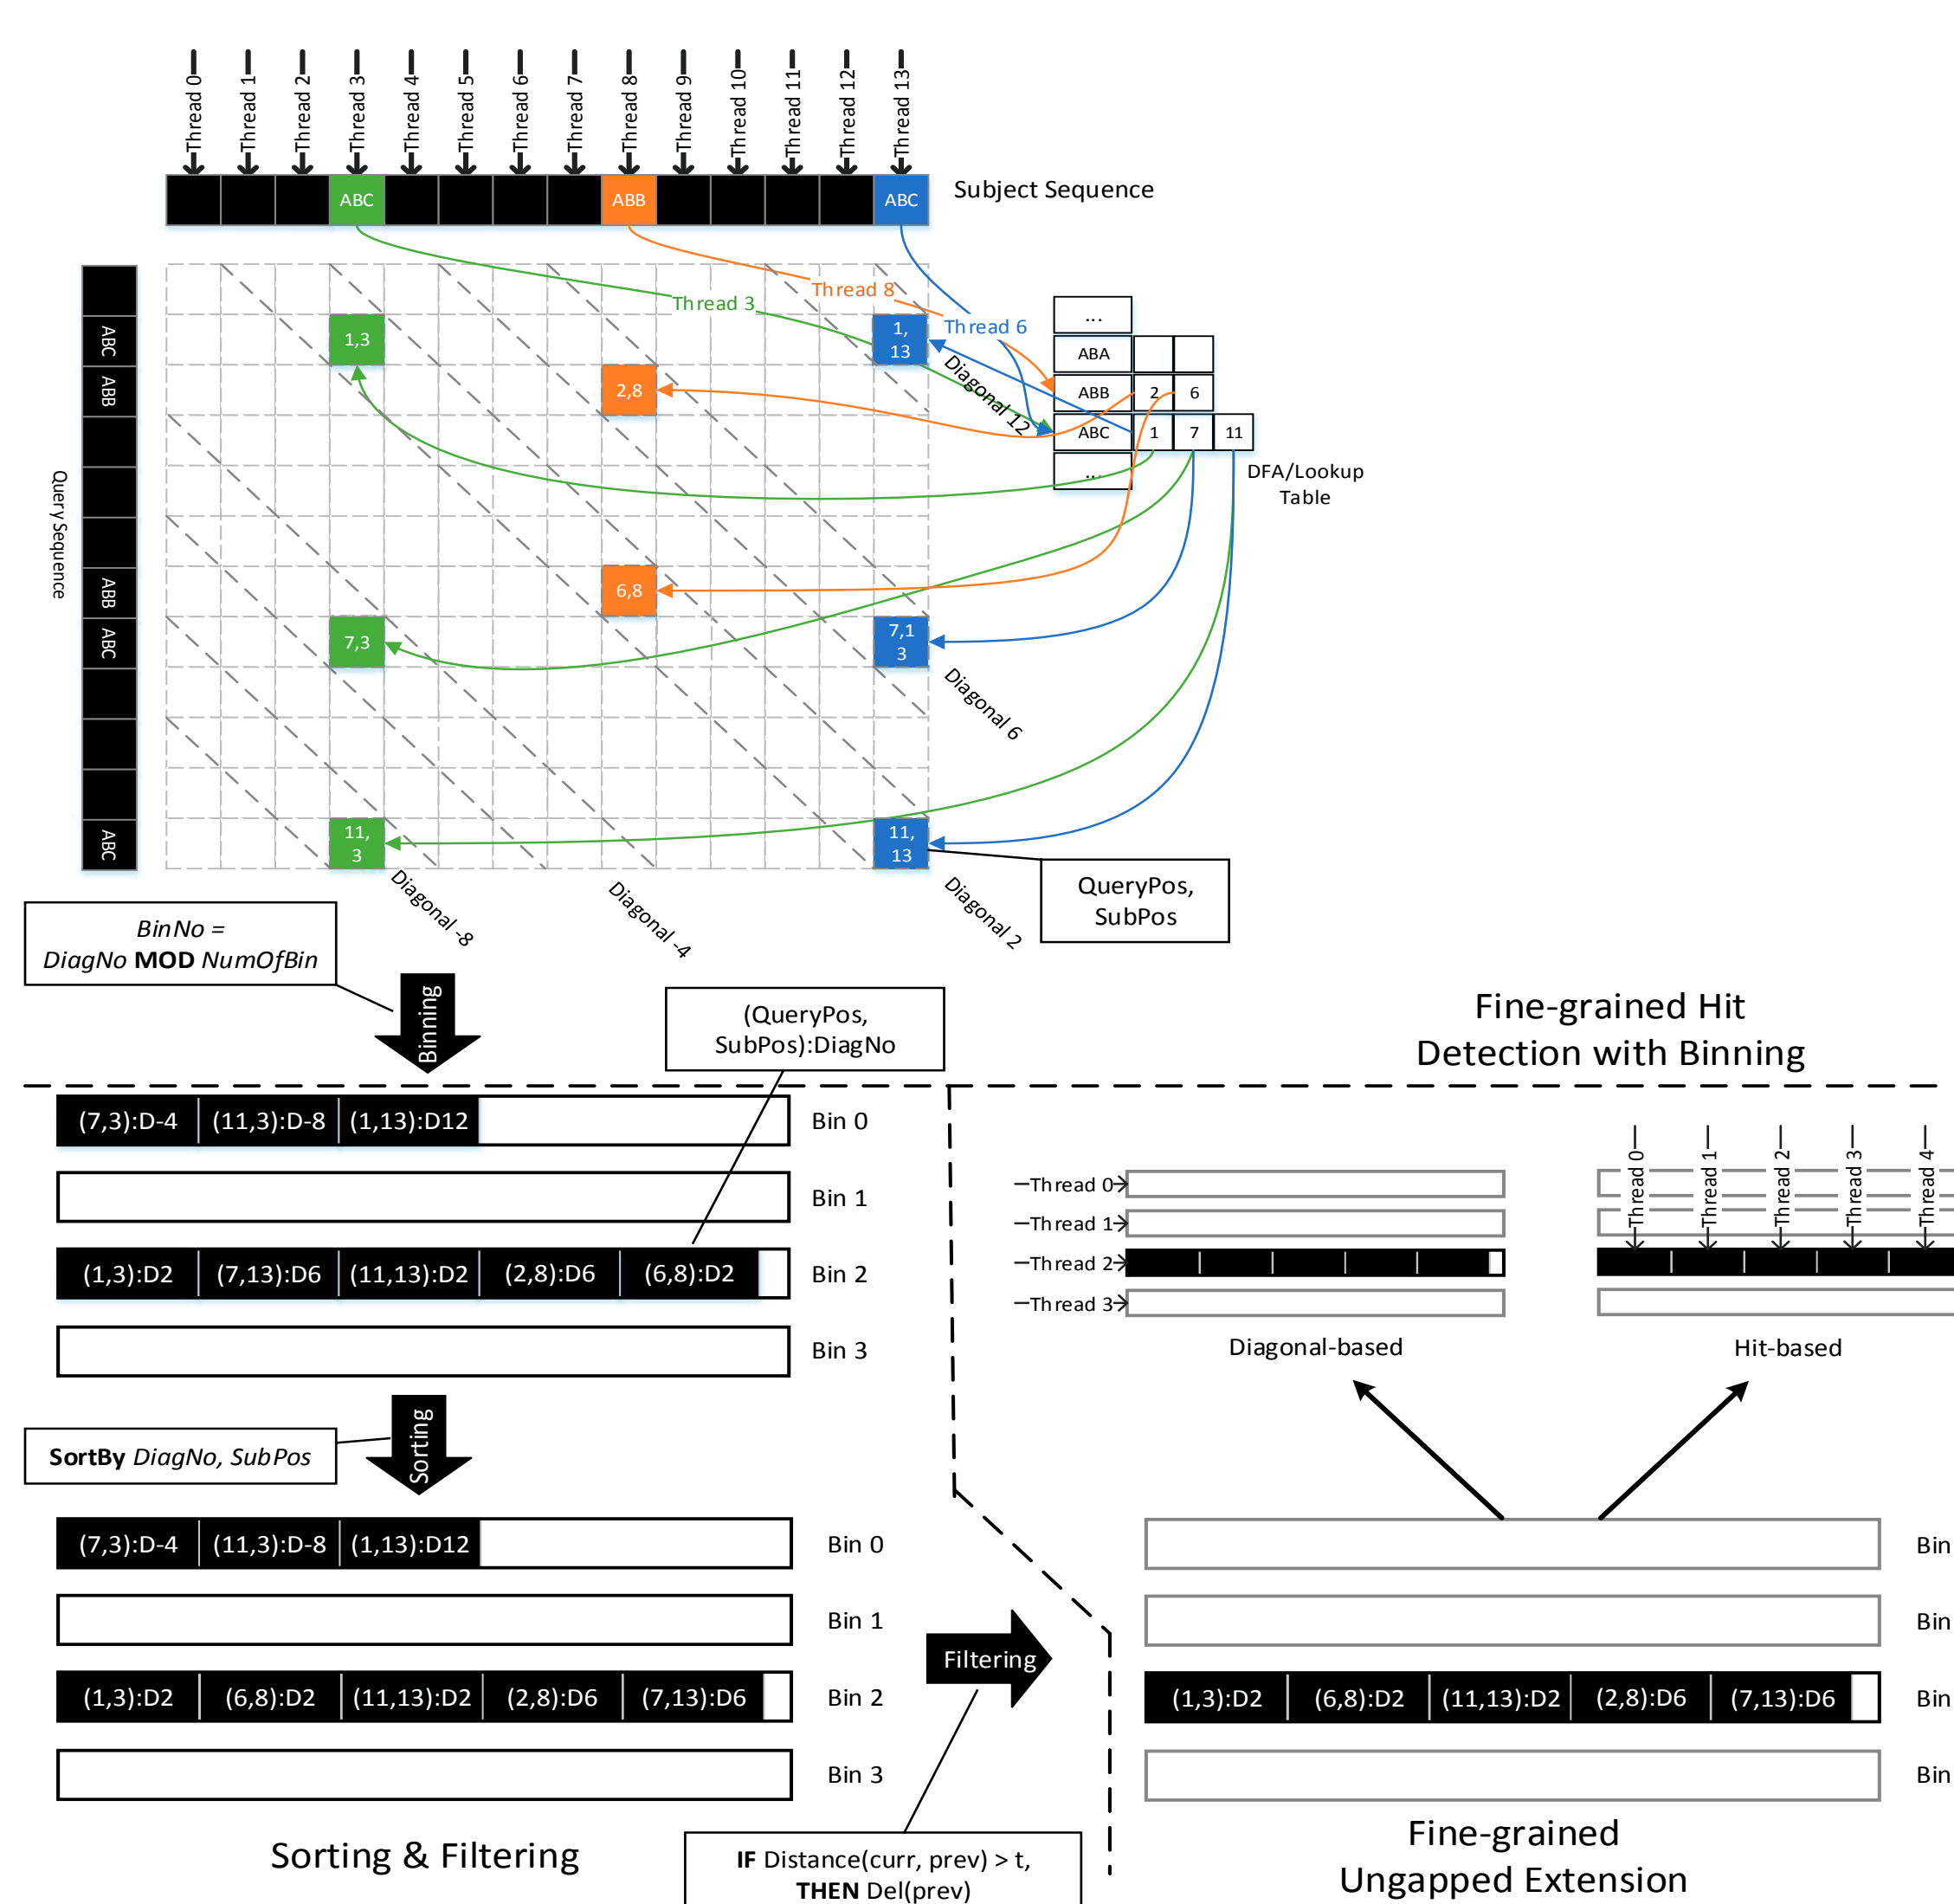 Thread 0
Thread 1
Thread 2
Thread 3
Thread 4
Thread 5
Thread 6
Thread 7
Thread 8
Thread 9
Thread 10
Thread 11
Thread 12
Thread 13
ABC
ABB
ABC
Subject Sequence
Query Sequence
ABC
ABB
ABB
ABC
ABC
Thread 3
Thread 8
Thread 6
1,3
1,
13
2,8
6,8
7,3
7,1
3
11,
3
11,
13
...
ABA
ABB 2 6
ABC 1 7 11
...
DFA/Lookup
Table
Diagonal 12
Diagonal 6
Diagonal 2
Diagonal -4
Diagonal -8
QueryPos,
SubPos
BinNo =
DiagNo MOD NumOfBin
Binning
(QueryPos,
SubPos):DiagNo
Fine-grained Hit
Detection with Binning
(7,3):D-4 (11,3):D-8 (1,13):D12 Bin 0
Bin 1
(1,3):D2 (7,13):D6 (11,13):D2 (2,8):D6 (6,8):D2 Bin 2
Bin 3
Thread 0
Thread 1
Thread 2
Thread 3
Diagonal-based
Thread 0
Thread 1
Thread 2
Thread 3
Thread 4
Hit-based
SortBy DiagNo, SubPos
Sorting
(7,3):D-4 (11,3):D-8 (1,13):D12 Bin 0
Bin 1
(1,3):D2 (6,8):D2 (11,13):D2 (2,8):D6 (7,13):D6 Bin 2
Bin 3
Filtering
Bin
Bin
(1,3):D2 (6,8):D2 (11,13):D2 (2,8):D6 (7,13):D6 Bin
Bin
Sorting & Filtering
IF Distance(curr, prev) > t,
THEN Del(prev)
Fine-grained
Ungapped Extension